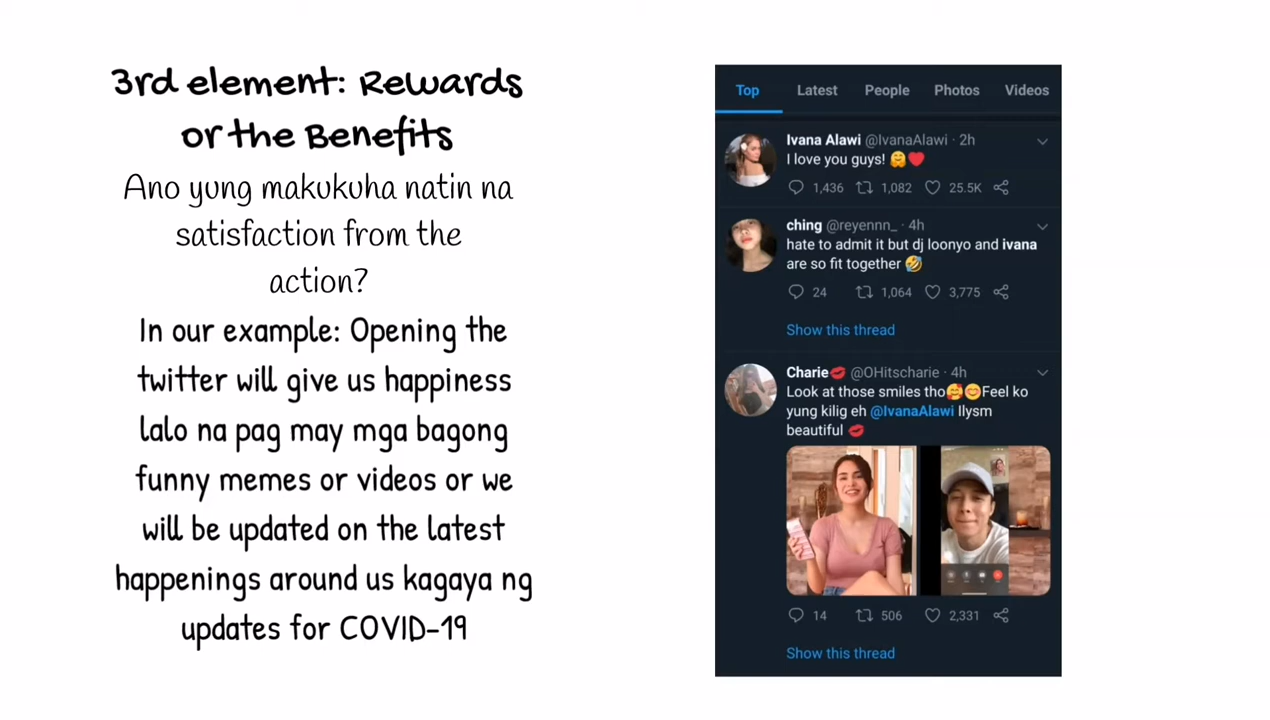 3rd element: Rewards
or the Benefits
Ano yung makukuha natin na
satisfaction from the
action?
In our example: Opening the
twitter will give us happiness
lalo na pag may mga bagong
funny memes or videos or we
will be updated on the latest
happenings around us kagaya ng
updates for COVID-19
Top Latest People Photos Videos
Ivana Alawi @IvanaAlawi · 2h
I love you guys! 🤗❤️
1,436 1,082 25.5K
ching @reyennn_ · 4h
hate to admit it but dj loonyo and ivana
are so fit together 🤣
24 1,064 3,775
Show this thread
Charie💋 @OHitscharie · 4h
Look at those smiles tho🥰😊Feel ko
yung kilig eh @IvanaAlawi Ilysm
beautiful 💋
14 506 2,331
Show this thread